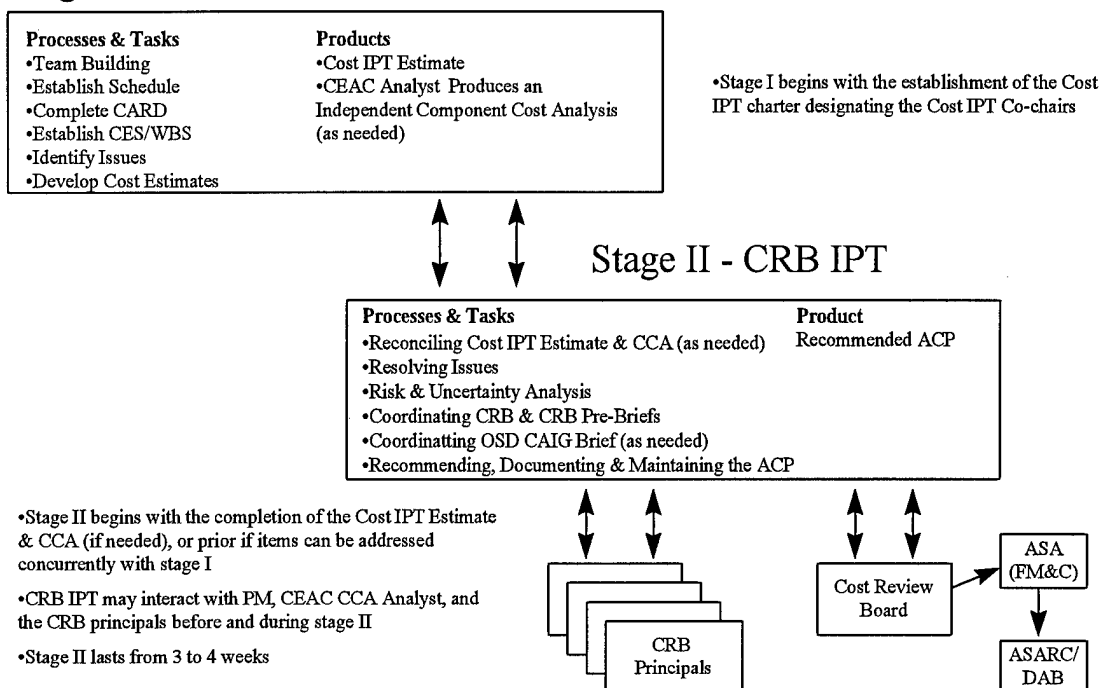 Processes & Tasks
•Team Building
•Establish Schedule
•Complete CARD
•Establish CES/WBS
•Identify Issues
•Develop Cost Estimates
Products
•Cost IPT Estimate
•CEAC Analyst Produces an
Independent Component Cost Analysis
(as needed)
•Stage I begins with the establishment of the Cost
IPT charter designating the Cost IPT Co-chairs
Stage II - CRB IPT
Processes & Tasks
•Reconciling Cost IPT Estimate & CCA (as needed)
•Resolving Issues
•Risk & Uncertainty Analysis
•Coordinating CRB & CRB Pre-Briefs
•Coordinatting OSD CAIG Brief (as needed)
•Recommending, Documenting & Maintaining the ACP
Product
Recommended ACP
•Stage II begins with the completion of the Cost IPT Estimate
& CCA (if needed), or prior if items can be addressed
concurrently with stage I
•CRB IPT may interact with PM, CEAC CCA Analyst, and
the CRB principals before and during stage II
•Stage II lasts from 3 to 4 weeks
CRB
Principals
Cost Review
Board
ASA
(FM&C)
ASARC/
DAB